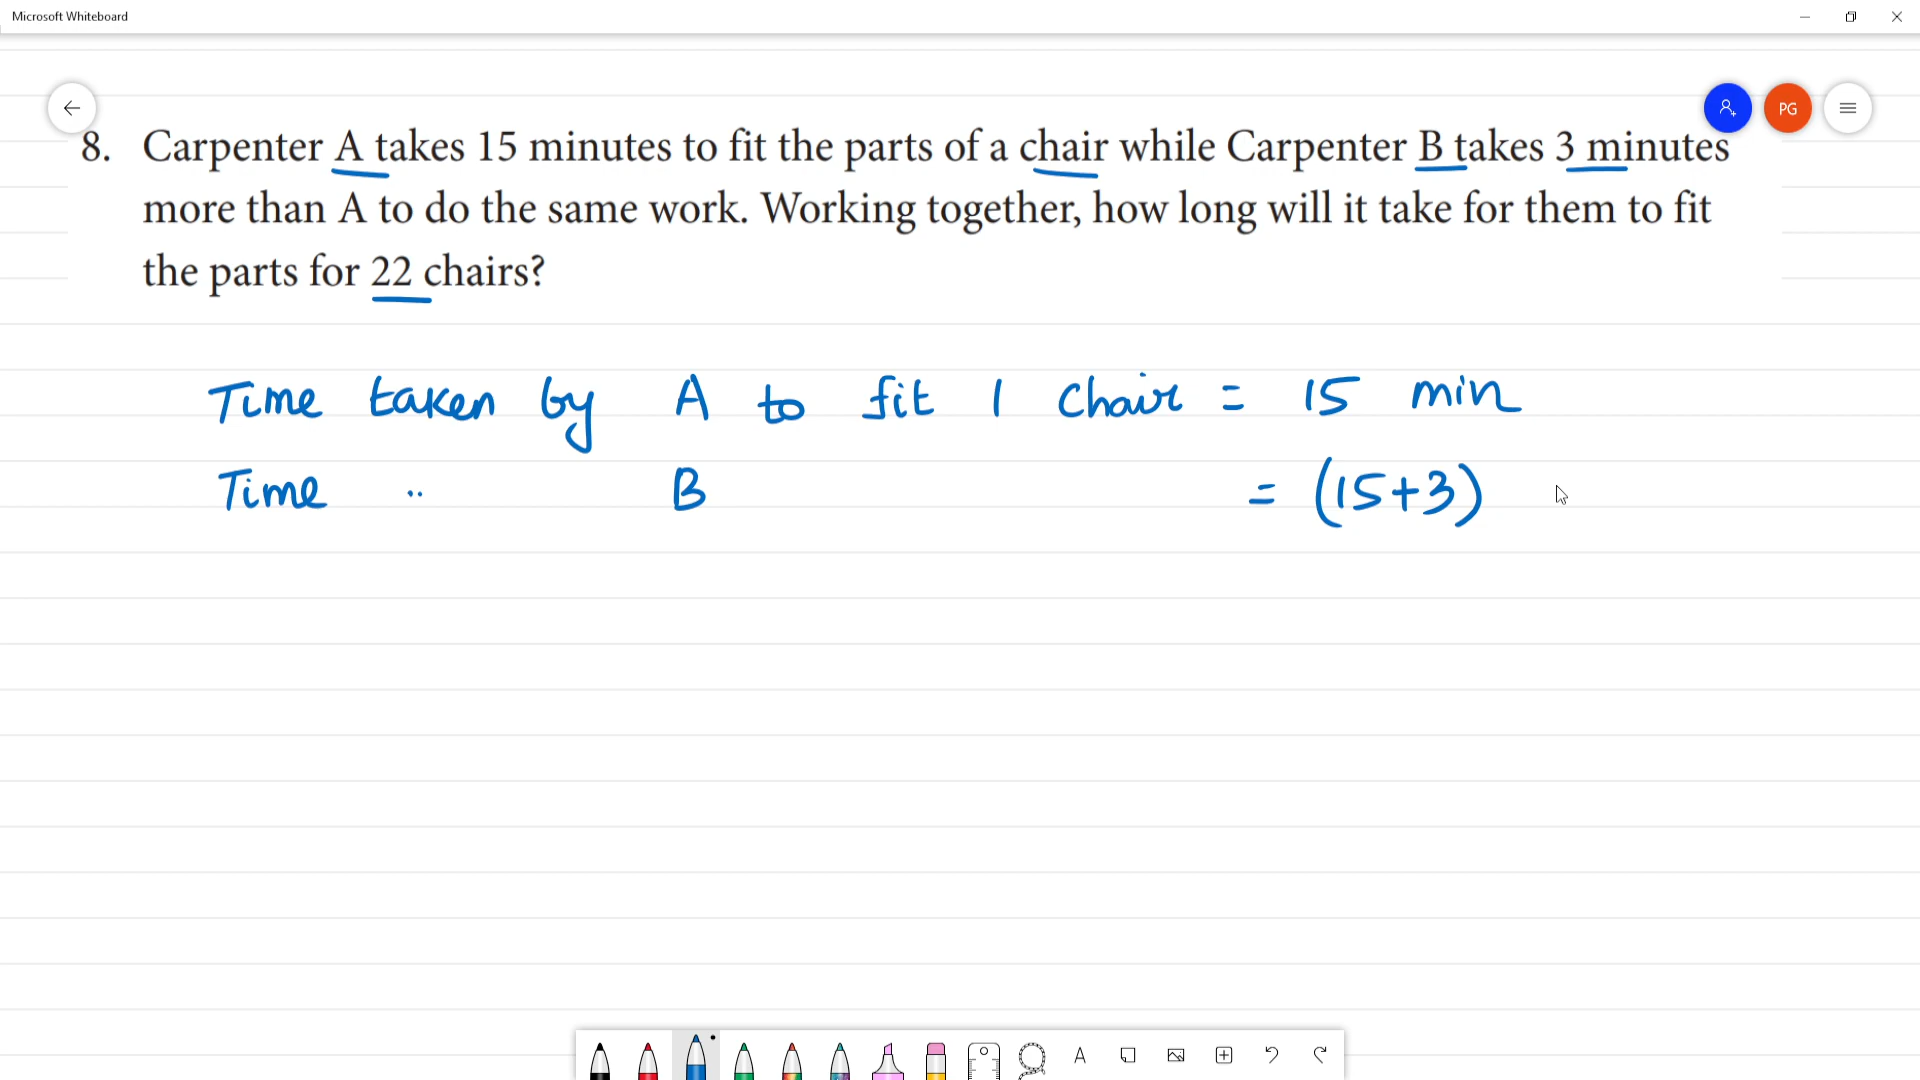 Microsoft Whiteboard
PG
8. Carpenter A takes 15 minutes to fit the parts of a chair while Carpenter B takes 3 minutes
more than A to do the same work. Working together, how long will it take for them to fit
the parts for 22 chairs?
Time taken by A to fit 1 chair = 15 min
Time .. B = (15+3)
A